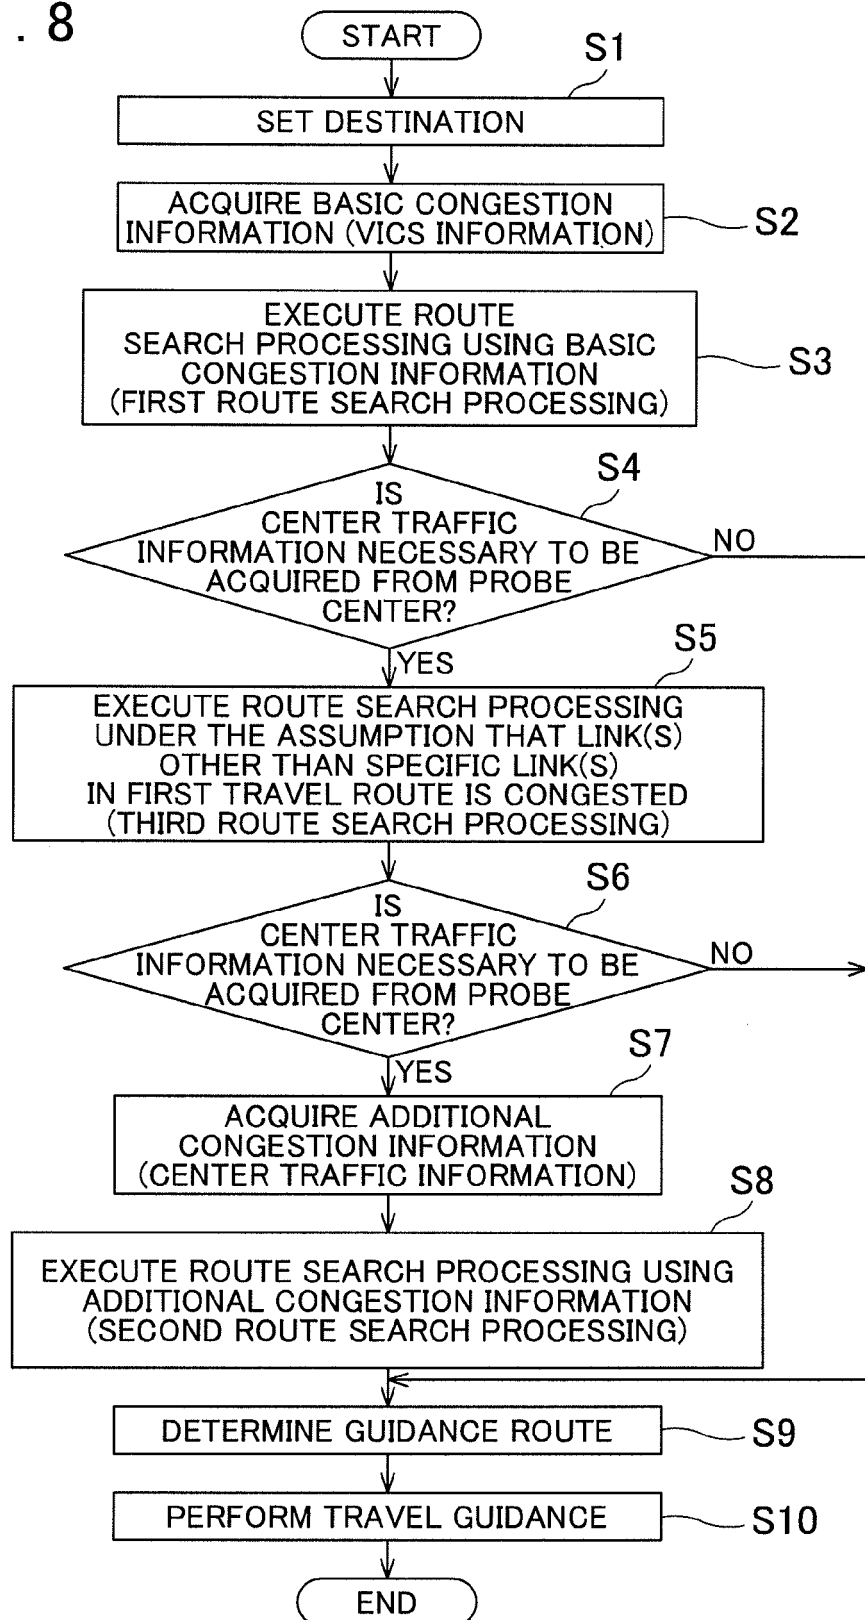 . 8
START
S1
SET DESTINATION
ACQUIRE BASIC CONGESTION
INFORMATION (VICS INFORMATION)
S2
EXECUTE ROUTE
SEARCH PROCESSING USING BASIC
CONGESTION INFORMATION
(FIRST ROUTE SEARCH PROCESSING)
S3
S4
IS
CENTER TRAFFIC
INFORMATION NECESSARY TO BE
ACQUIRED FROM PROBE
CENTER?
NO
YES
S5
EXECUTE ROUTE SEARCH PROCESSING
UNDER THE ASSUMPTION THAT LINK(S)
OTHER THAN SPECIFIC LINK(S)
IN FIRST TRAVEL ROUTE IS CONGESTED
(THIRD ROUTE SEARCH PROCESSING)
S6
IS
CENTER TRAFFIC
INFORMATION NECESSARY TO BE
ACQUIRED FROM PROBE
CENTER?
NO
YES
S7
ACQUIRE ADDITIONAL
CONGESTION INFORMATION
(CENTER TRAFFIC INFORMATION)
S8
EXECUTE ROUTE SEARCH PROCESSING USING
ADDITIONAL CONGESTION INFORMATION
(SECOND ROUTE SEARCH PROCESSING)
DETERMINE GUIDANCE ROUTE
S9
PERFORM TRAVEL GUIDANCE
S10
END